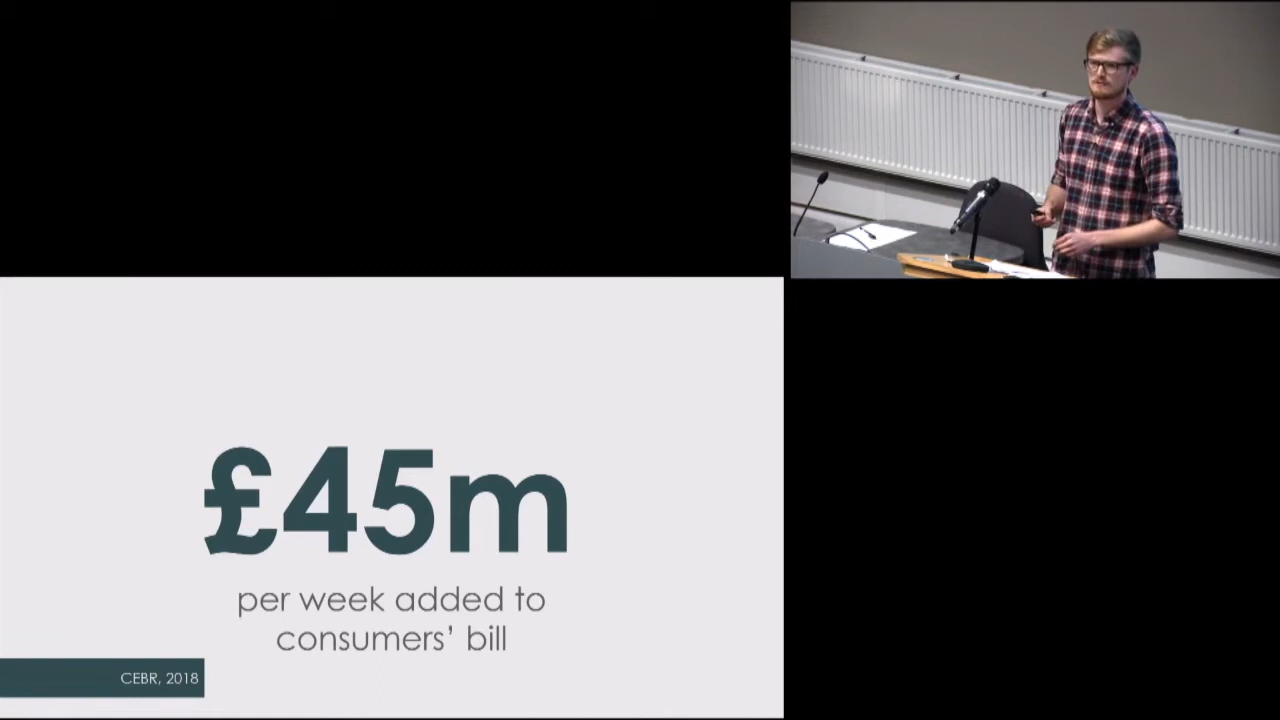 £45m
per week added to
consumers’ bill
CEBR, 2018